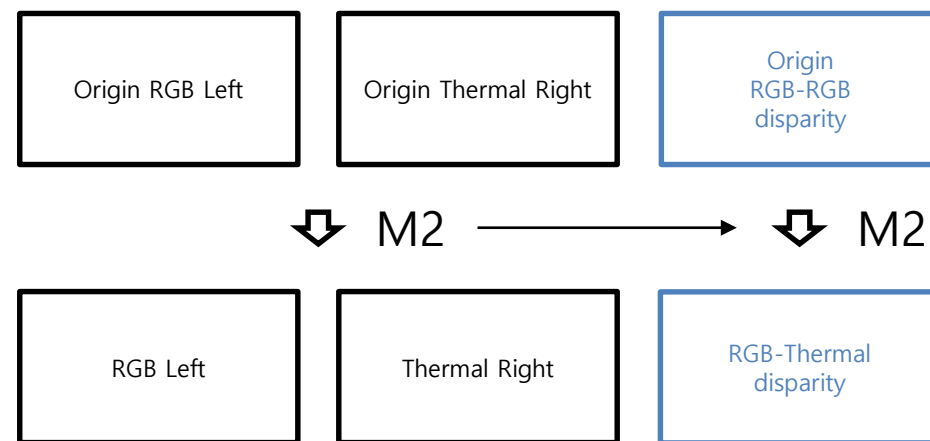 Origin RGB Left
Origin Thermal Right
Origin
RGB-RGB
disparity
M2
M2
RGB Left
Thermal Right
RGB-Thermal
disparity